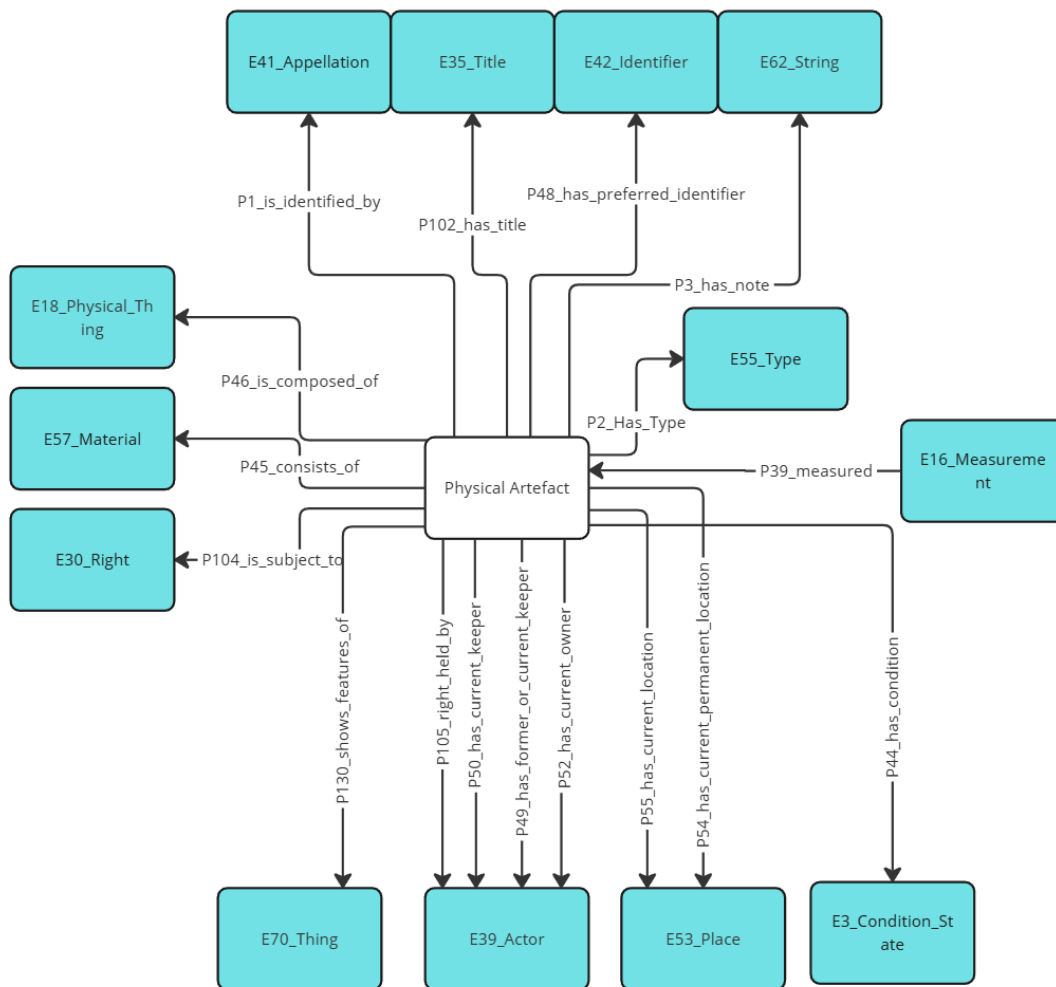 E41_Appellation
E35_Title
E42_Identifier
E62_String
P1_is_identified_by
P102_has_title
P48_has_preferred_identifier
P3_has_note
E18_Physical_Th
ing
E55_Type
P46_is_composed_of
P2_Has_Type
E57_Material
P45_consists_of
Physical Artefact
P39_measured
E16_Measureme
nt
E30_Right
P104_is_subject_to
P130_shows_features_of
P105_right_held_by
P50_has_current_keeper
P49_has_former_or_current_keeper
P52_has_current_owner
P55_has_current_location
P54_has_current_permanent_location
P44_has_condition
E70_Thing
E39_Actor
E53_Place
E3_Condition_St
ate